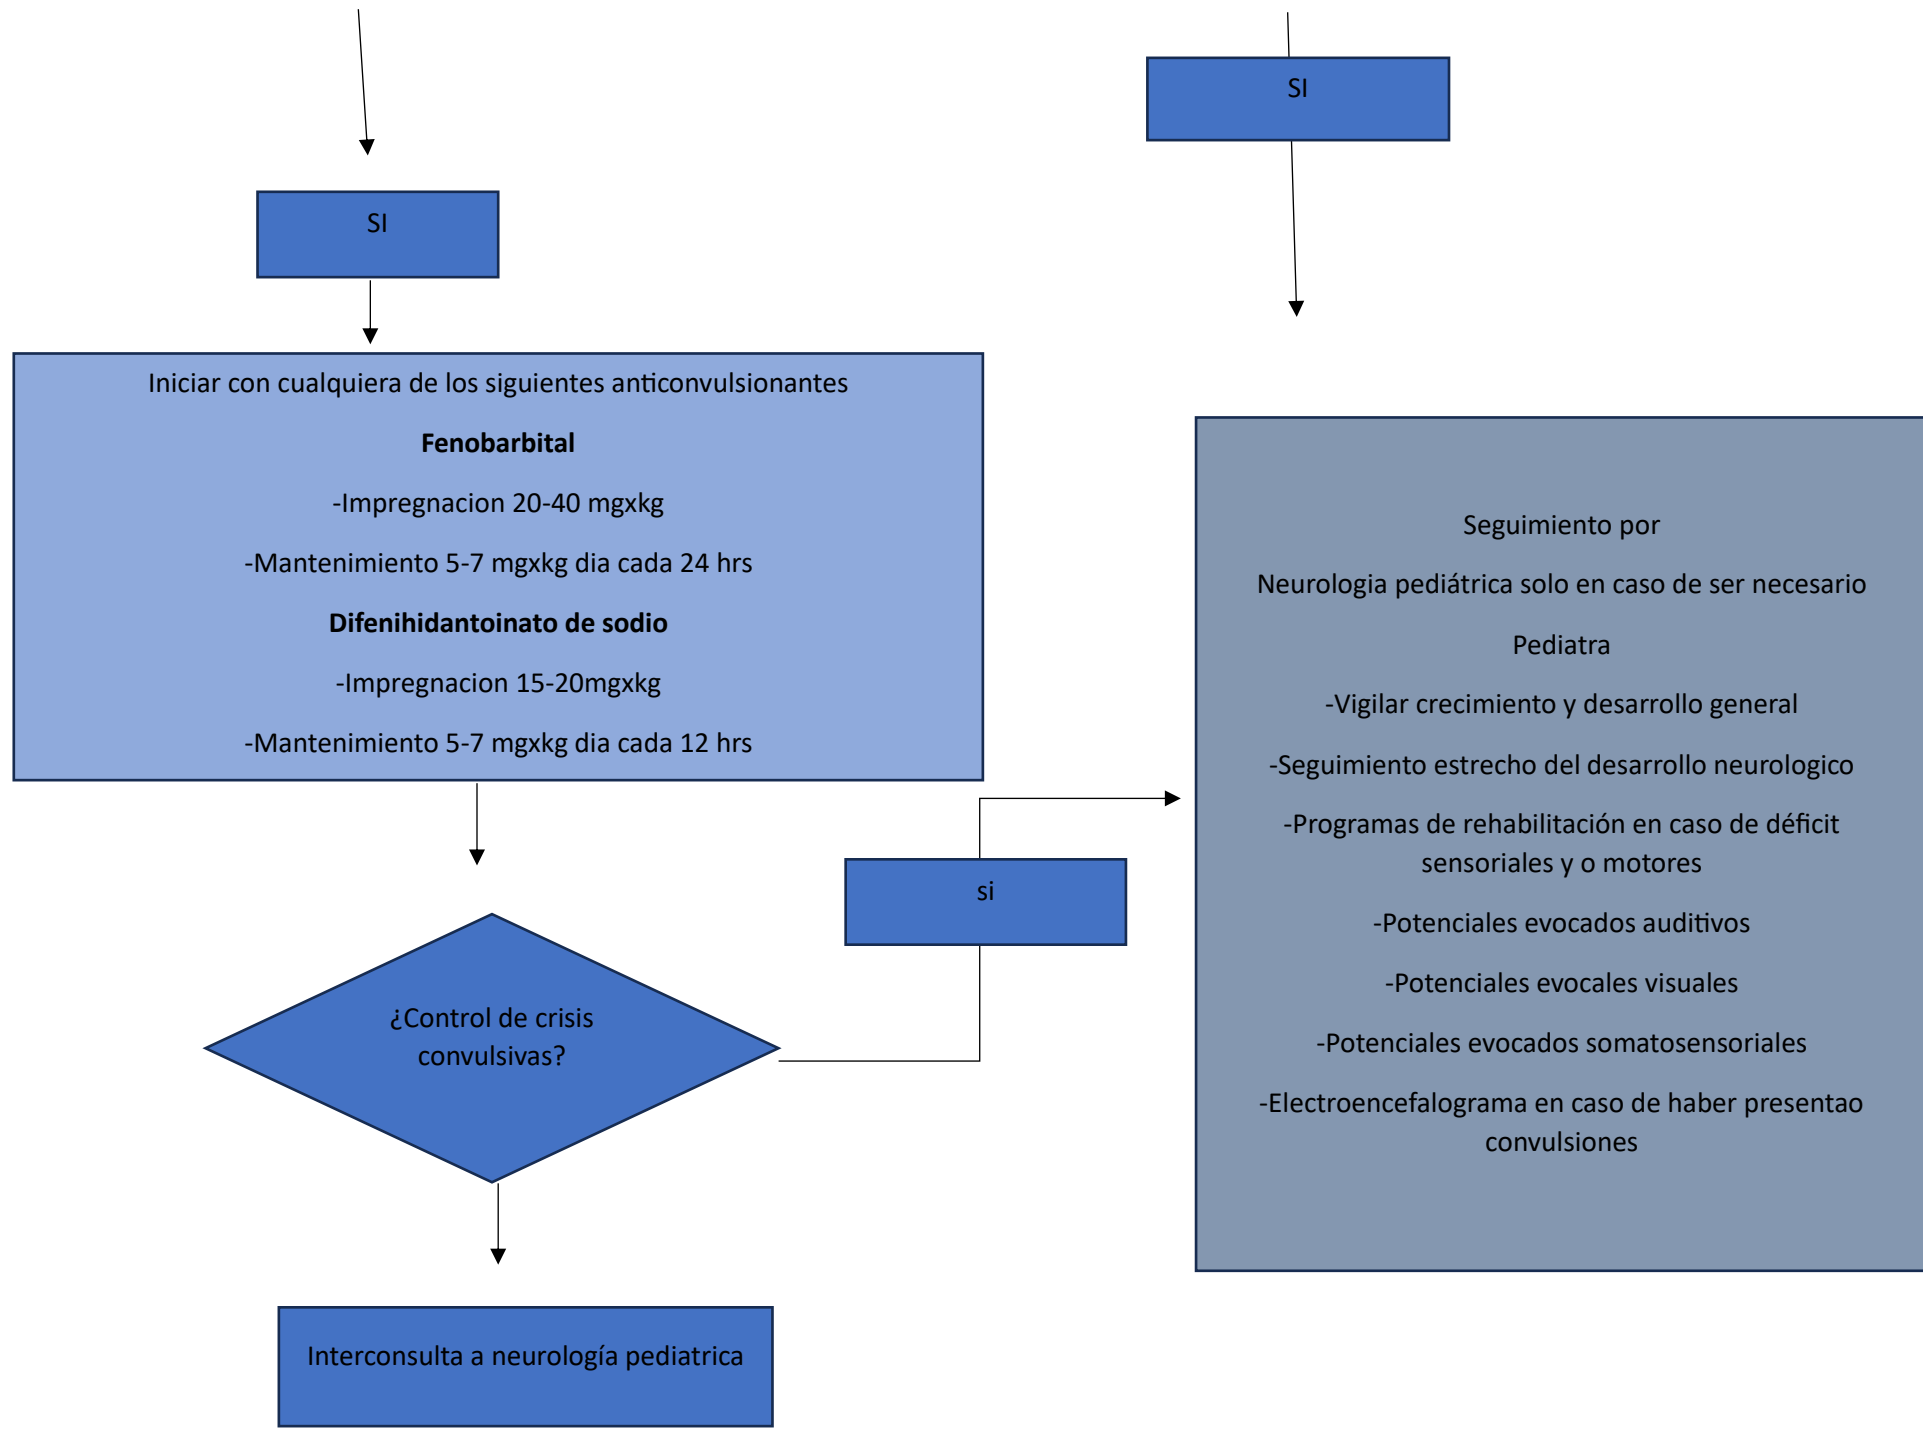 SI
SI
Iniciar con cualquiera de los siguientes anticonvulsionantes
Fenobarbital
-Impregnacion 20-40 mgxkg
-Mantenimiento 5-7 mgxkg dia cada 24 hrs
Difenihidantoinato de sodio
-Impregnacion 15-20mgxkg
-Mantenimiento 5-7 mgxkg dia cada 12 hrs
si
¿Control de crisis
convulsivas?
Interconsulta a neurología pediatrica
Seguimiento por
Neurologia pediátrica solo en caso de ser necesario
Pediatra
-Vigilar crecimiento y desarrollo general
-Seguimiento estrecho del desarrollo neurologico
-Programas de rehabilitación en caso de déficit
sensoriales y o motores
-Potenciales evocados auditivos
-Potenciales evocales visuales
-Potenciales evocados somatosensoriales
-Electroencefalograma en caso de haber presentao
convulsiones